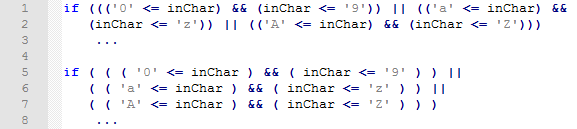 1 if ((('0' <= inChar) && (inChar <= '9')) || (('a' <= inChar) &&
2 (inChar <= 'z')) || (('A' <= inChar) && (inChar <= 'Z')))
3 ...
4
5 if ( ( ( '0' <= inChar ) && ( inChar <= '9' ) ) ||
6 ( ( 'a' <= inChar ) && ( inChar <= 'z' ) ) ||
7 ( ( 'A' <= inChar ) && ( inChar <= 'Z' ) ) )
8 ...